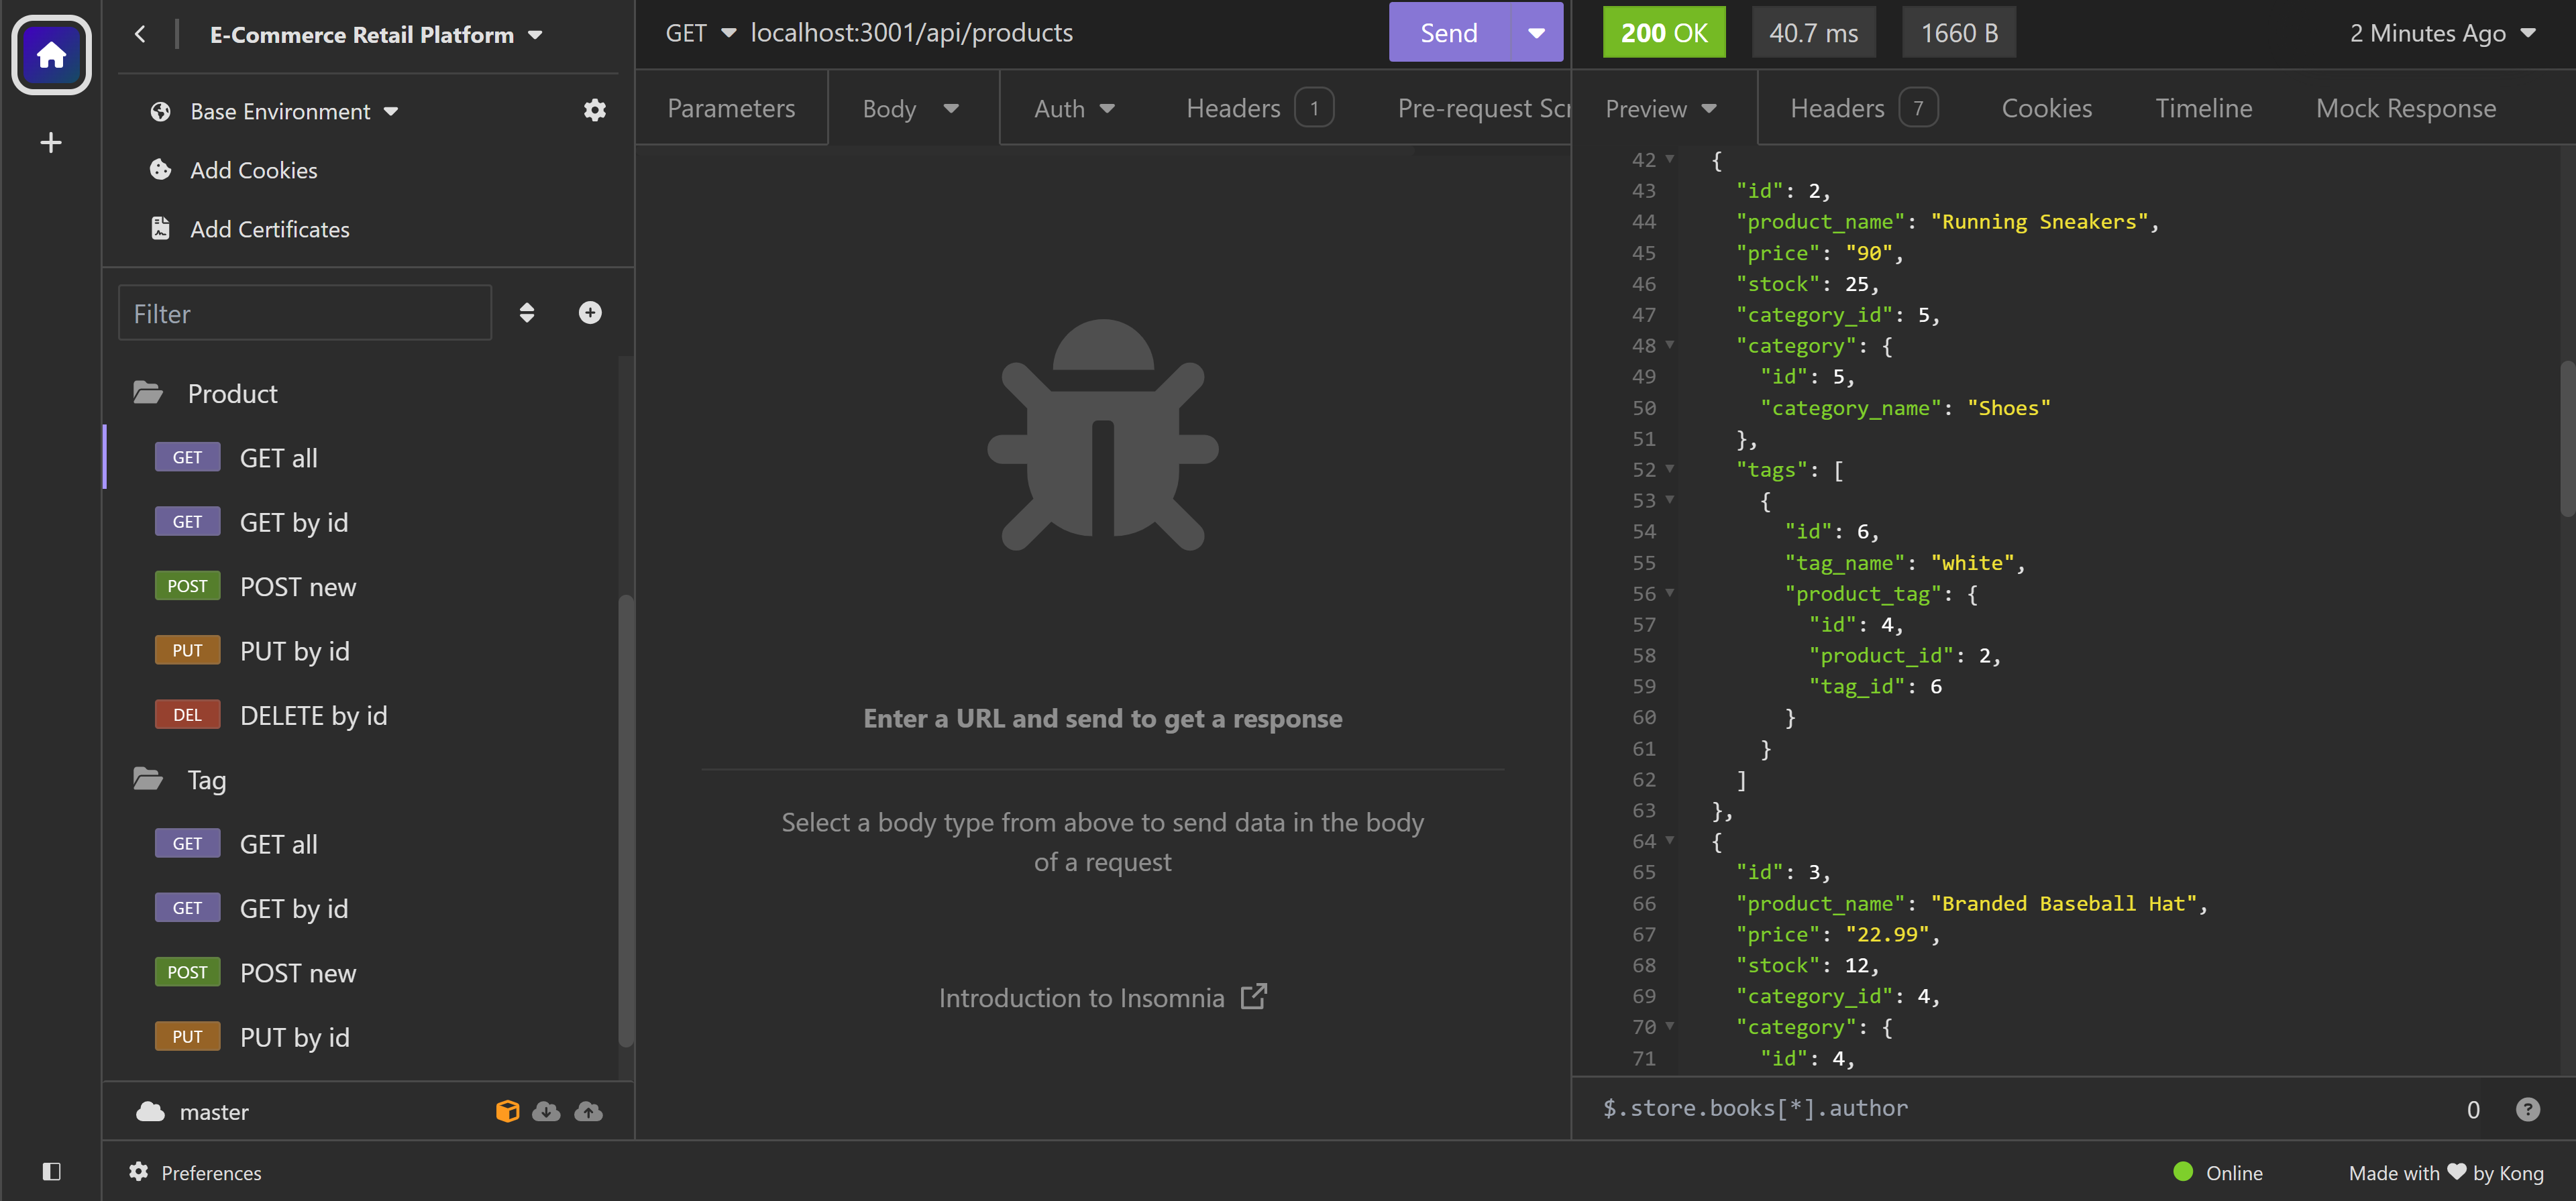 E-Commerce Retail Platform
Base Environment
Add Cookies
Add Certificates
Filter
Product
GET GET all
GET GET by id
POST POST new
PUT PUT by id
DEL DELETE by id
Tag
GET GET all
GET GET by id
POST POST new
PUT PUT by id
master
Preferences
GET localhost:3001/api/products
Send
Parameters Body Auth Headers 1 Pre-request Scr
Enter a URL and send to get a response
Select a body type from above to send data in the body
of a request
Introduction to Insomnia
200 OK 40.7 ms 1660 B 2 Minutes Ago
Preview Headers 7 Cookies Timeline Mock Response
42 {
43 "id": 2,
44 "product_name": "Running Sneakers",
45 "price": "90",
46 "stock": 25,
47 "category_id": 5,
48 "category": {
49 "id": 5,
50 "category_name": "Shoes"
51 },
52 "tags": [
53 {
54 "id": 6,
55 "tag_name": "white",
56 "product_tag": {
57 "id": 4,
58 "product_id": 2,
59 "tag_id": 6
60 }
61 }
62 ]
63 },
64 {
65 "id": 3,
66 "product_name": "Branded Baseball Hat",
67 "price": "22.99",
68 "stock": 12,
69 "category_id": 4,
70 "category": {
71 "id": 4,
$.store.books[*].author 0 ?
Online Made with ♥ by Kong